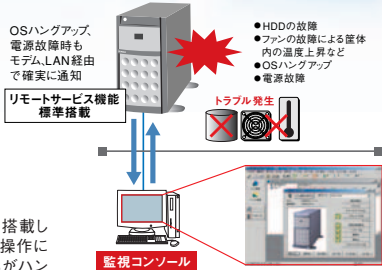 OSハングアップ、
電源故障時も
モデム、LAN経由
で確実に通知
リモートサービス機能
標準搭載
●HDDの故障
●ファンの故障による筐体
内の温度上昇など
●OSハングアップ
●電源故障
トラブル発生
搭載し
操作に
がハン
監視コンソール